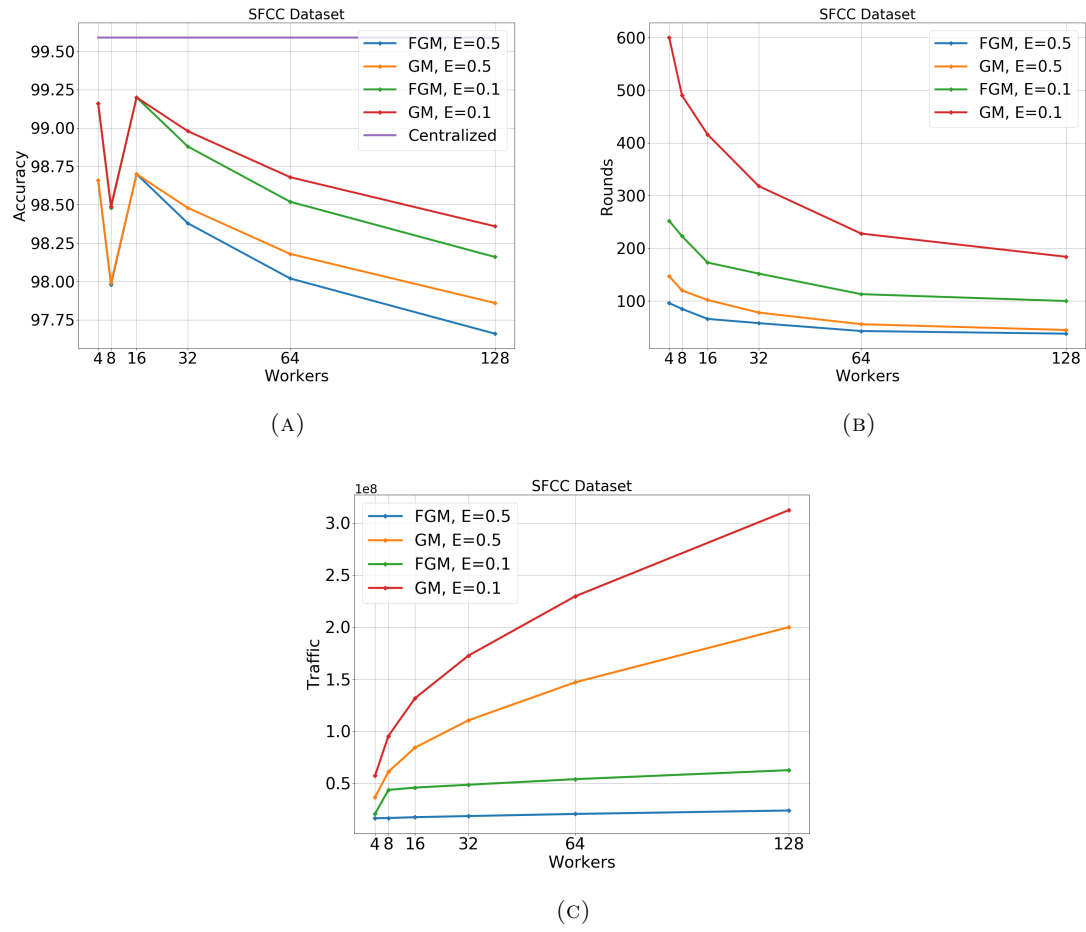 SFCC Dataset
99.50
99.25
99.00
98.75
98.50
98.25
98.00
97.75
Accuracy
FGM, E=0.5
GM, E=0.5
FGM, E=0.1
GM, E=0.1
Centralized
4 8 16 32 64 128
Workers
(A)
SFCC Dataset
600
500
400
300
200
100
Rounds
FGM, E=0.5
GM, E=0.5
FGM, E=0.1
GM, E=0.1
4 8 16 32 64 128
Workers
(B)
1e8
SFCC Dataset
3.0
2.5
2.0
1.5
1.0
0.5
Traffic
FGM, E=0.5
GM, E=0.5
FGM, E=0.1
GM, E=0.1
4 8 16 32 64 128
Workers
(C)